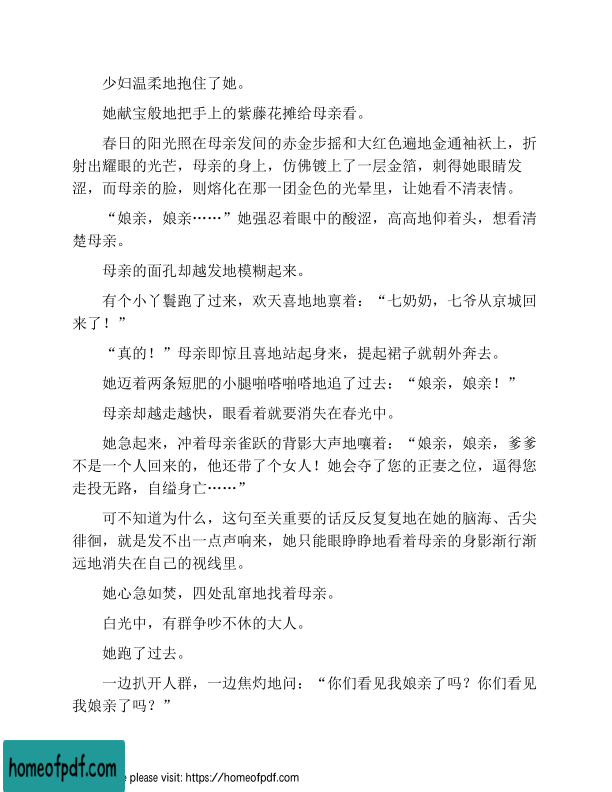 少妇温柔地抱住了她。
她献宝般地把手上的紫藤花摊给母亲看。
春日的阳光照在母亲发间的赤金步摇和大红色遍地金通袖袄上，折
射出耀眼的光芒，母亲的身上，仿佛镀上了一层金箔，刺得她眼睛发
涩，而母亲的脸，则熔化在那一团金色的光晕里，让她看不清表情。
“娘亲，娘亲……”她强忍着眼中的酸涩，高高地仰着头，想看清
楚母亲。
母亲的面孔却越发地模糊起来。
有个小丫鬟跑了过来，欢天喜地地禀着：“七奶奶，七爷从京城回
来了！”
“真的！”母亲即惊且喜地站起身来，提起裙子就朝外奔去。
她迈着两条短肥的小腿啪嗒啪嗒地追了过去：“娘亲，娘亲！”
母亲却越走越快，眼看着就要消失在春光中。
她急起来，冲着母亲雀跃的背影大声地嚷着：“娘亲，娘亲，爹爹
不是一个人回来的，他还带了个女人！她会夺了您的正妻之位，逼得您
走投无路，自缢身亡……”
可不知道为什么，这句至关重要的话反反复复地在她的脑海、舌尖
徘徊，就是发不出一点声响来，她只能眼睁睁地看着母亲的身影渐行渐
远地消失在自己的视线里。
她心急如焚，四处乱窜地找着母亲。
白光中，有群争吵不休的大人。
她跑了过去。
一边扒开人群，一边焦灼地问：“你们看见我娘亲了吗？你们看见
我娘亲了吗？”
homeofpdf.com
e please visit: https://homeofpdf.com